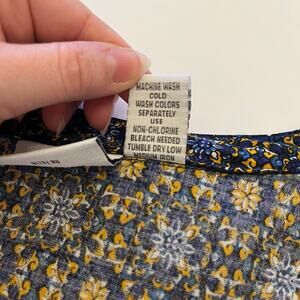 MACHINE WASH
COLD
WASH COLORS
SEPARATELY
USE
NON-CHLORINE
BLEACH NEEDED
TUMBLE DRY LOW
MEDIUM IRON